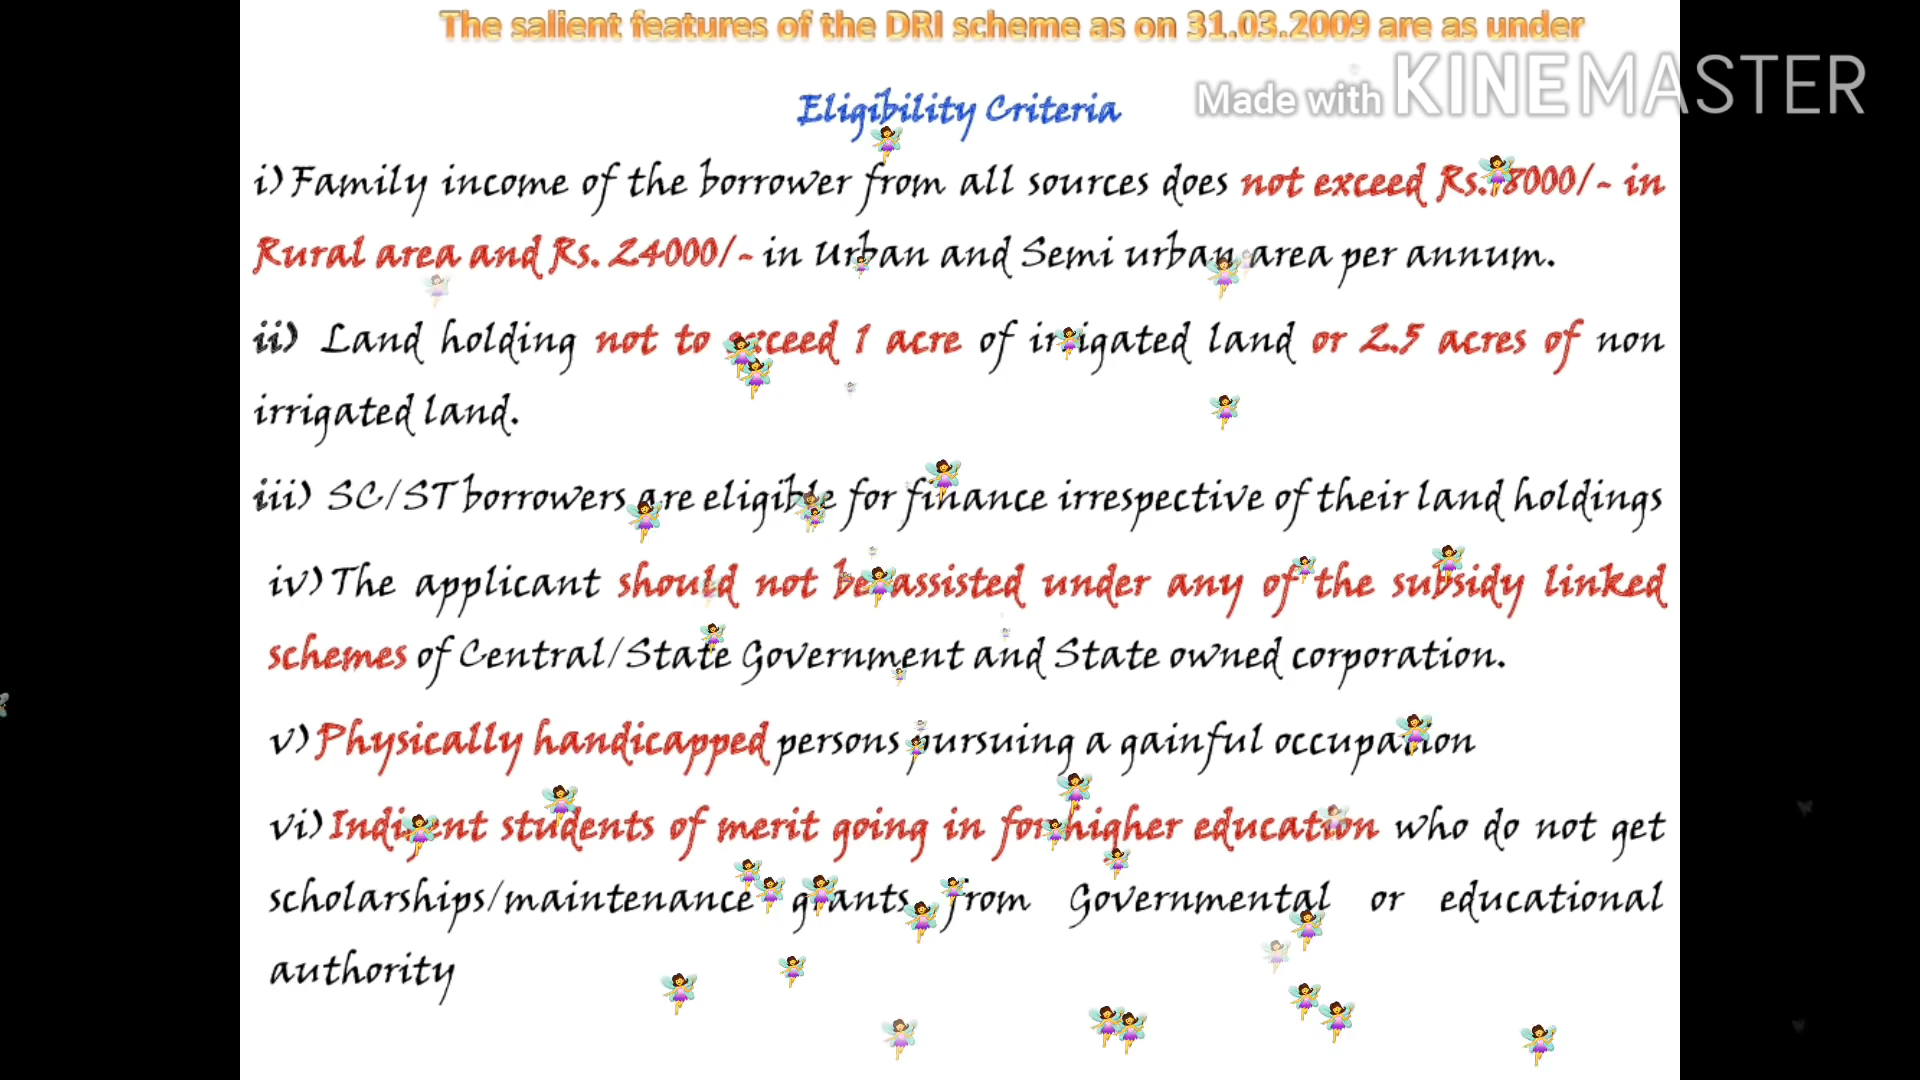 The salient features of the DRI scheme as on 31.03.2009 are as under
Made with KINEMASTER
Eligibility Criteria
i) Family income of the borrower from all sources does not exceed Rs. 18000/- in
Rural area and Rs. 24000/- in Urban and Semi urban area per annum.
ii) Land holding not to exceed 1 acre of irrigated land or 2.5 acres of non
irrigated land.
iii) SC/ST borrowers are eligible for finance irrespective of their land holdings
iv) The applicant should not be assisted under any of the subsidy linked
schemes of Central/State Government and State owned corporation.
v) Physically handicapped persons pursuing a gainful occupation
vi) Indigent students of merit going in for higher education who do not get
scholarships/maintenance grants from Governmental or educational
authority